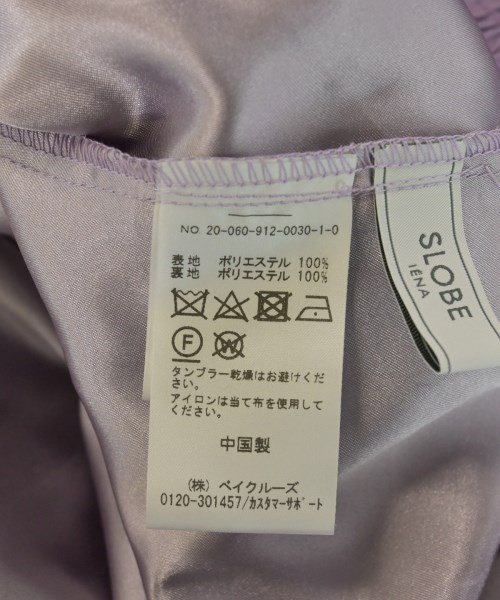 NO. 20-060-912-0030-1-0
表地 ポリエステル 100%
裏地 ポリエステル 100%
F W
タンブラー乾燥はお避けくだ
さい。
アイロンは当て布を使用して
ください。
中国製
(株) ベイクルーズ
0120-301457/カスタマーサポート
SLOBE
IÉNA